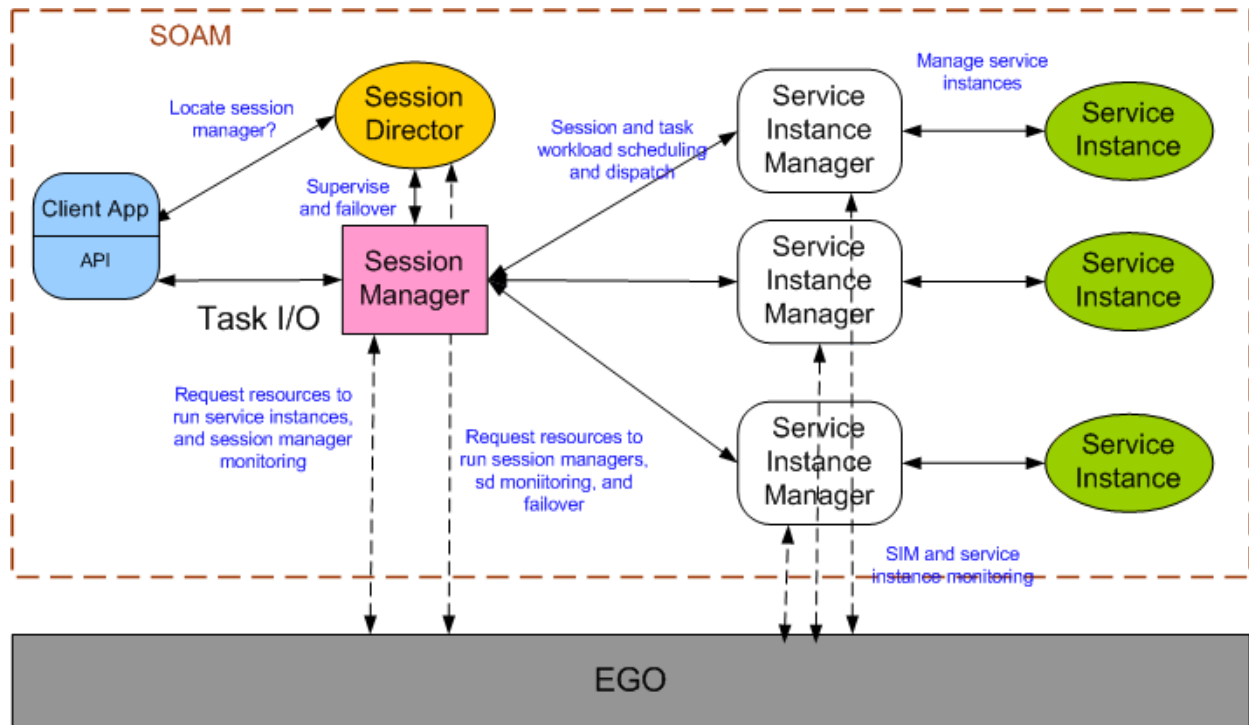 SOAM
Locate session
manager?
Session
Director
Client App
API
Supervise
and failover
Session
Manager
Task I/O
Session and task
workload scheduling
and dispatch
Service
Instance
Manager
Manage service
instances
Service
Instance
Service
Instance
Manager
Service
Instance
Service
Instance
Manager
Service
Instance
Request resources to
run service instances,
and session manager
monitoring
Request resources to
run session managers,
sd moniitoring, and
failover
SIM and service
instance monitoring
EGO